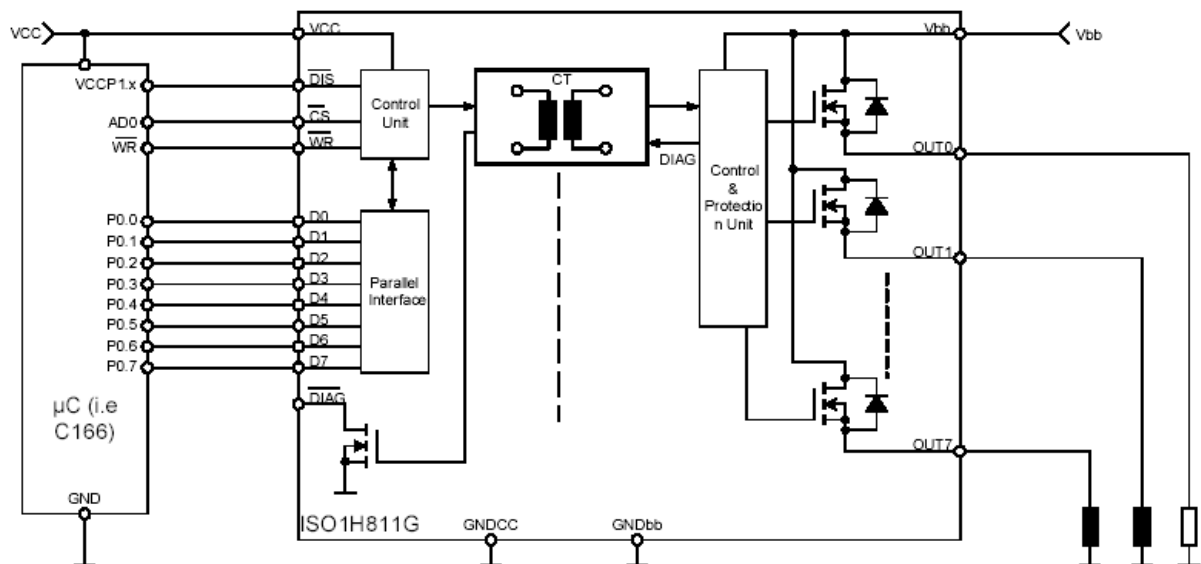 VCC
VCC
Vbb
Vbb
VCCP1.x
DIS
AD0
CS
WR
WR
Control
Unit
CT
DIAG
Control
&
Protectio
n Unit
OUT0
P0.0
D0
P0.1
D1
P0.2
D2
P0.3
D3
P0.4
D4
P0.5
D5
P0.6
D6
P0.7
D7
Parallel
Interface
OUT1
DIAG
µC (i.e
C166)
OUT7
GND
ISO1H811G
GNDCC
GNDbb